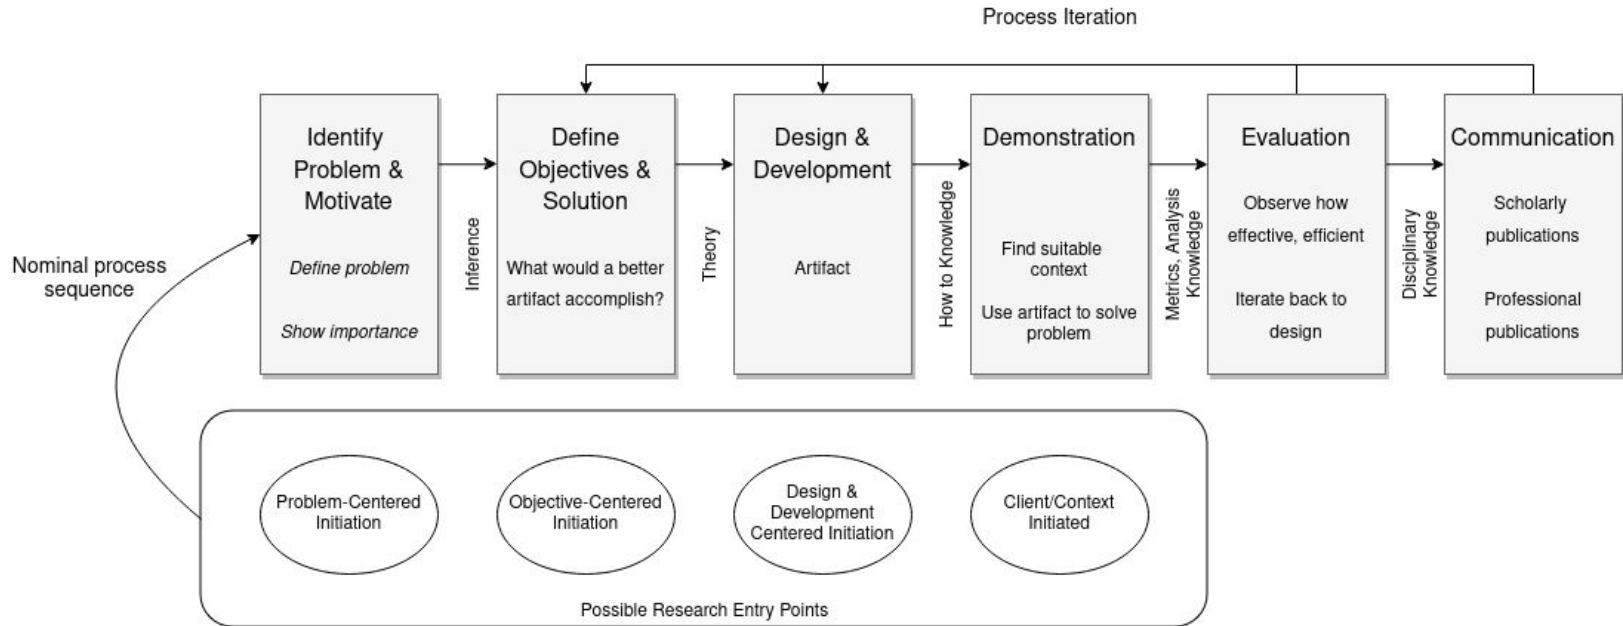 Process Iteration
Identify
Problem &
Motivate
Define problem
Show importance
Inference
Define
Objectives &
Solution
What would a better
artifact accomplish?
Theory
Design &
Development
Artifact
How to Knowledge
Demonstration
Find suitable
context
Use artifact to solve
problem
Metrics, Analysis
Knowledge
Evaluation
Observe how
effective, efficient
Iterate back to
design
Disciplinary
Knowledge
Communication
Scholarly
publications
Professional
publications
Nominal process
sequence
Problem-Centered
Initiation
Objective-Centered
Initiation
Design &
Development
Centered Initiation
Client/Context
Initiated
Possible Research Entry Points